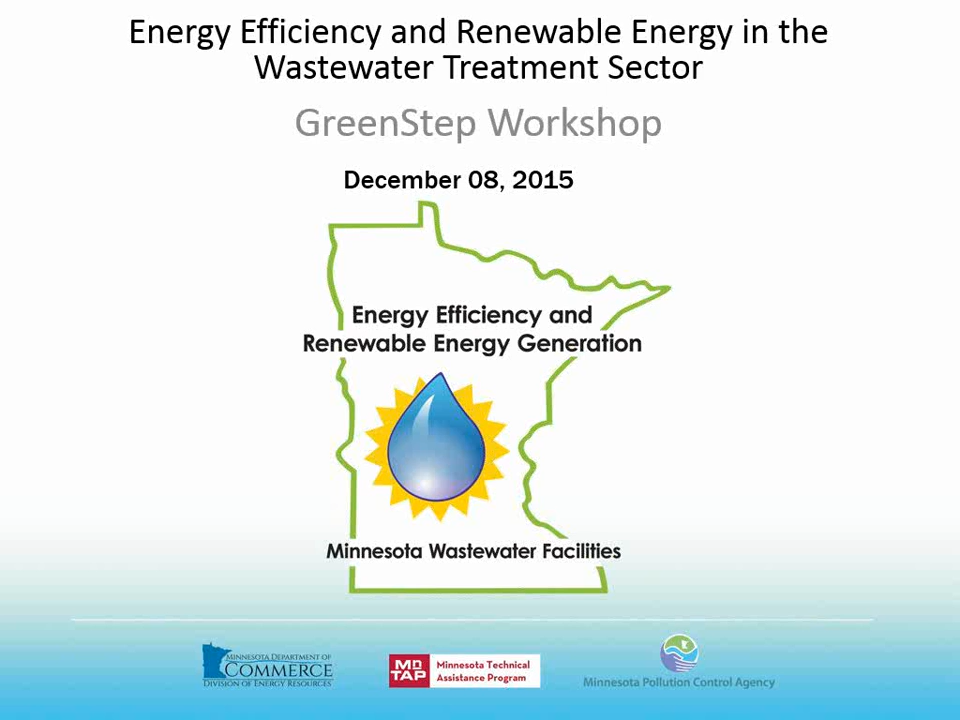 Energy Efficiency and Renewable Energy in the
Wastewater Treatment Sector
GreenStep Workshop
December 08, 2015
Energy Efficiency and
Renewable Energy Generation
Minnesota Wastewater Facilities
MINNESOTA DEPARTMENT OF
COMMERCE
DIVISION OF ENERGY RESOURCES
MnTAP
Minnesota Technical
Assistance Program
Minnesota Pollution Control Agency